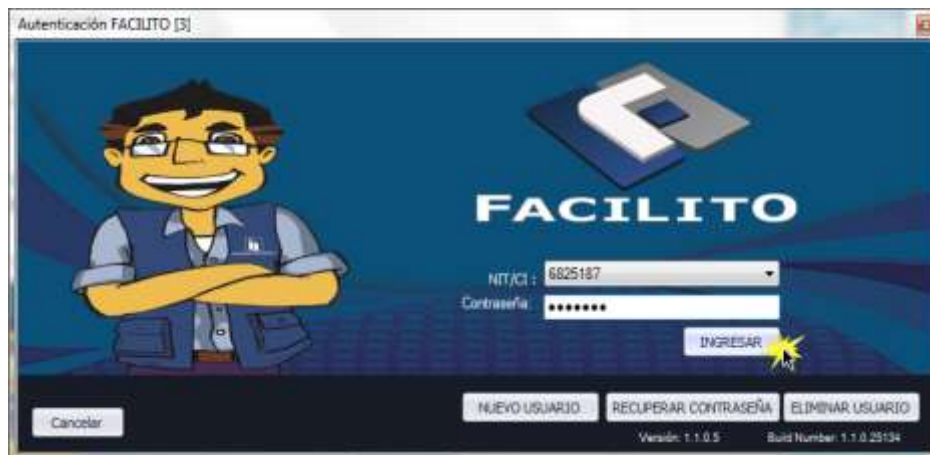 Autenticación FACILITO [3]
FACILITO
NIT/CI : 6825187
Contraseña •••••••
INGRESAR
Cancelar
NUEVO USUARIO RECUPERAR CONTRASEÑA ELIMINAR USUARIO
Versión: 1.1.0.5 Build Number: 1.1.0.25134